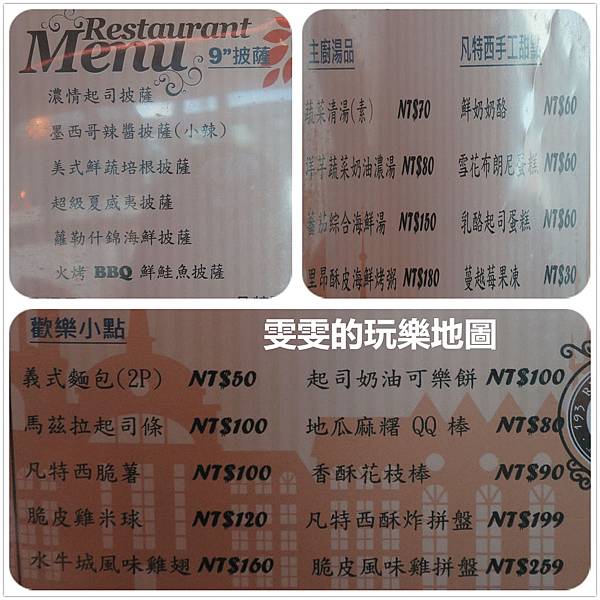 Restaurant
Menu 9"披薩
濃情起司披薩
墨西哥辣醬披薩(小辣)
美式鮮蔬培根披薩
超級夏威夷披薩
蘿勒什錦海鮮披薩
火烤 BBQ 鮮鮭魚披薩
主廚湯品
蔬菜清湯(素) NT$70
洋芋蔬菜奶油濃湯 NT$80
蕃茄綜合海鮮湯 NT$150
里昂酥皮海鮮烤粥 NT$180
凡特西手工甜點
鮮奶奶酪 NT$60
雪花布朗尼蛋糕 NT$60
乳酪起司蛋糕 NT$60
蔓越莓果凍 NT$30
雯雯的玩樂地圖
歡樂小點
義式麵包(2P) NT$50
馬茲拉起司條 NT$100
凡特西脆薯 NT$100
脆皮雞米球 NT$120
水牛城風味雞翅 NT$160
起司奶油可樂餅 NT$100
地瓜麻糬 QQ 棒 NT$80
香酥花枝棒 NT$90
凡特西酥炸拼盤 NT$199
脆皮風味雞拼盤 NT$259